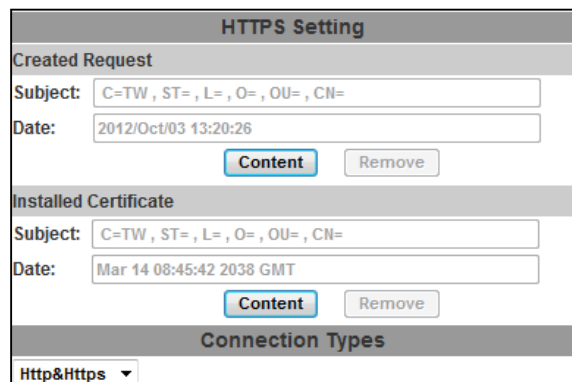 HTTPS Setting
Created Request
Subject: C=TW , ST= , L= , O= , OU= , CN=
Date: 2012/Oct/03 13:20:26
Content Remove
Installed Certificate
Subject: C=TW , ST= , L= , O= , OU= , CN=
Date: Mar 14 08:45:42 2038 GMT
Content Remove
Connection Types
Http&Https